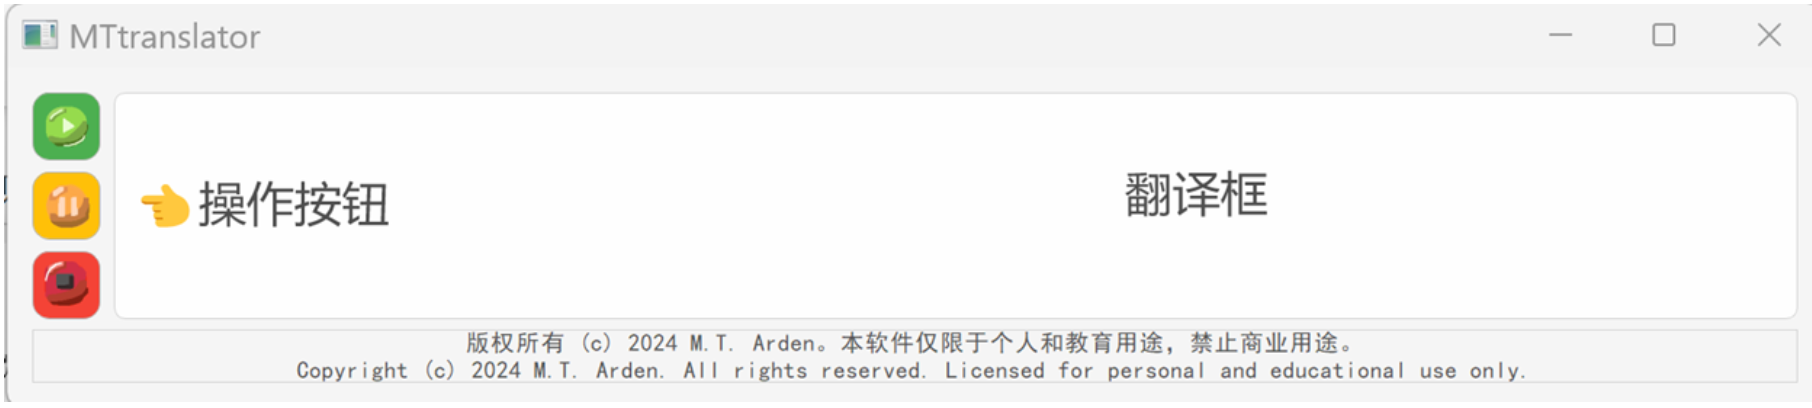 MTtranslator
👈操作按钮
翻译框
版权所有 (c) 2024 M.T. Arden。本软件仅限于个人和教育用途，禁止商业用途。
Copyright (c) 2024 M.T. Arden. All rights reserved. Licensed for personal and educational use only.